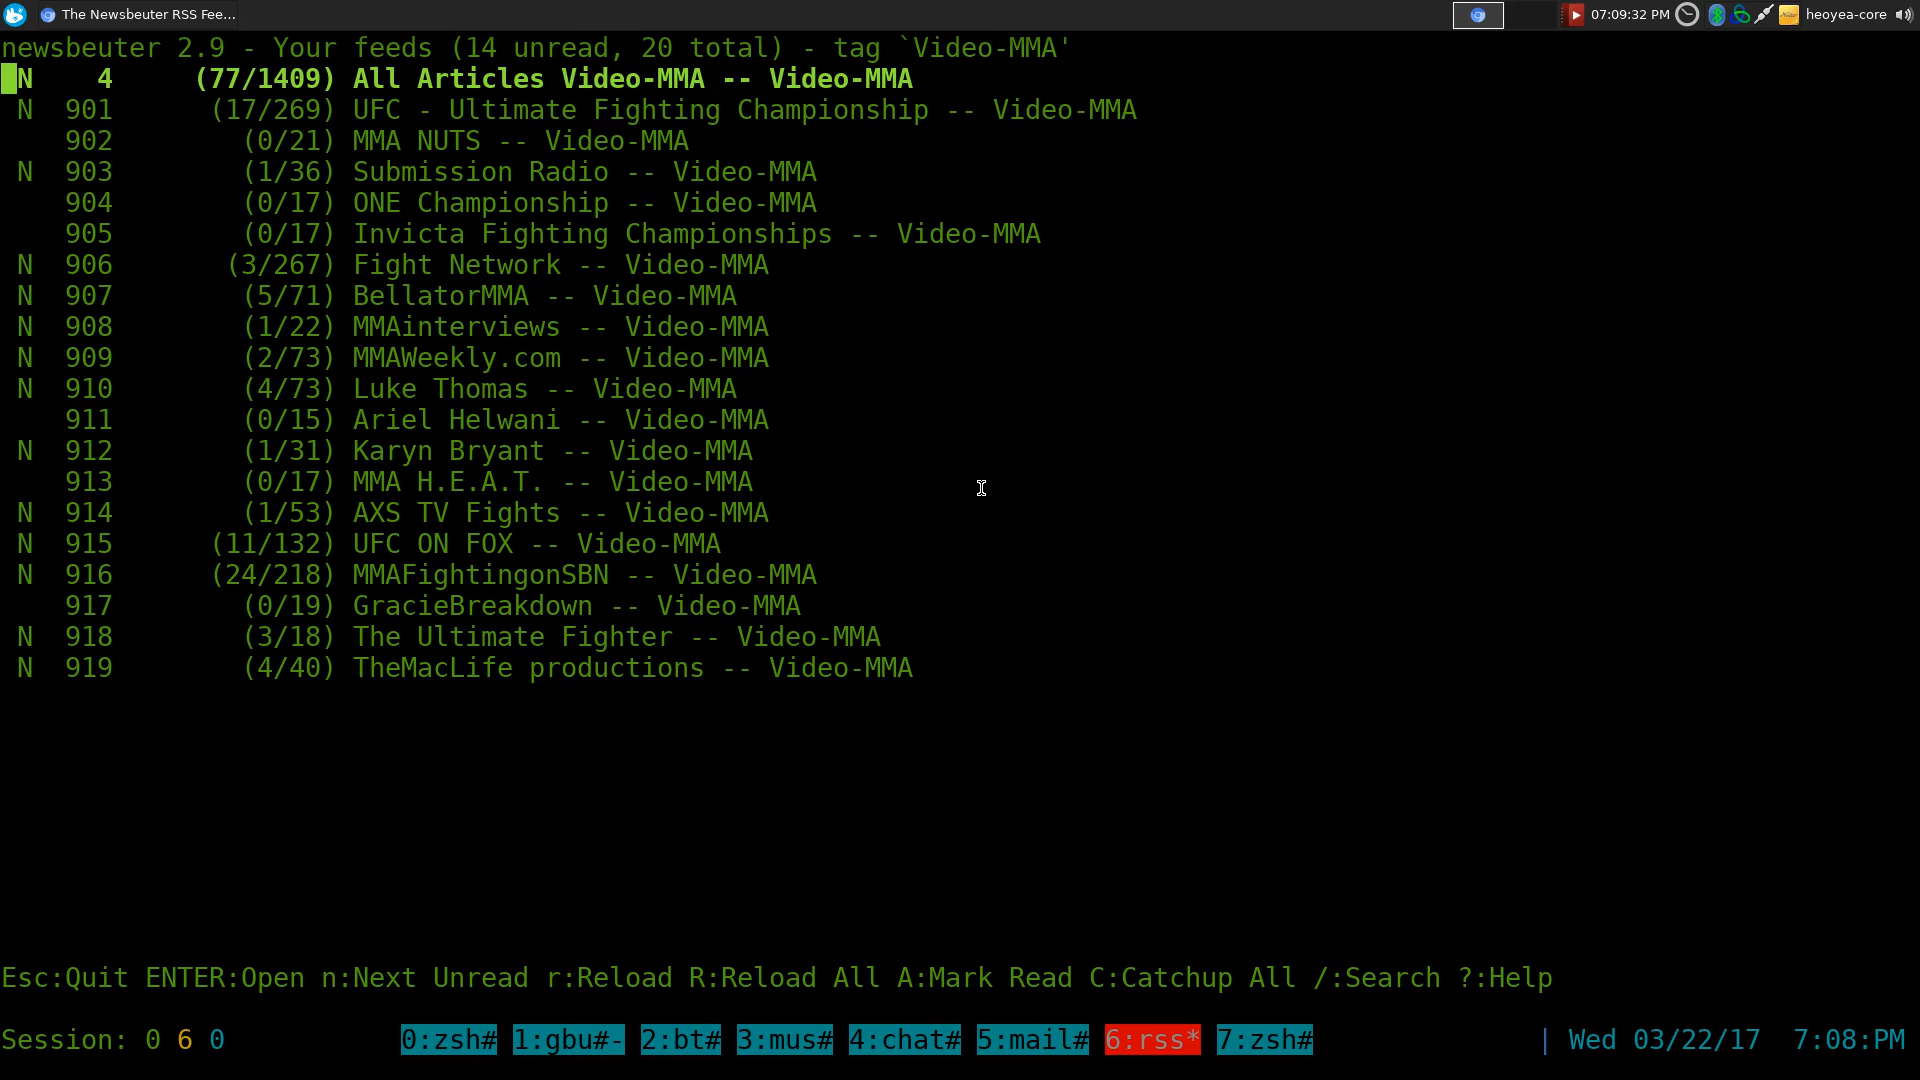 The Newsbeuter RSS Fee... 07:09:32 PM heoyea-core
newsbeuter 2.9 - Your feeds (14 unread, 20 total) - tag `Video-MMA'
N 4 (77/1409) All Articles Video-MMA -- Video-MMA
N 901 (17/269) UFC - Ultimate Fighting Championship -- Video-MMA
902 (0/21) MMA NUTS -- Video-MMA
N 903 (1/36) Submission Radio -- Video-MMA
904 (0/17) ONE Championship -- Video-MMA
905 (0/17) Invicta Fighting Championships -- Video-MMA
N 906 (3/267) Fight Network -- Video-MMA
N 907 (5/71) BellatorMMA -- Video-MMA
N 908 (1/22) MMAinterviews -- Video-MMA
N 909 (2/73) MMAWeekly.com -- Video-MMA
N 910 (4/73) Luke Thomas -- Video-MMA
911 (0/15) Ariel Helwani -- Video-MMA
N 912 (1/31) Karyn Bryant -- Video-MMA
913 (0/17) MMA H.E.A.T. -- Video-MMA
N 914 (1/53) AXS TV Fights -- Video-MMA
N 915 (11/132) UFC ON FOX -- Video-MMA
N 916 (24/218) MMAFightingonSBN -- Video-MMA
917 (0/19) GracieBreakdown -- Video-MMA
N 918 (3/18) The Ultimate Fighter -- Video-MMA
N 919 (4/40) TheMacLife productions -- Video-MMA
Esc:Quit ENTER:Open n:Next Unread r:Reload R:Reload All A:Mark Read C:Catchup All /:Search ?:Help
Session: 0 6 0 0:zsh# 1:gbu#- 2:bt# 3:mus# 4:chat# 5:mail# 6:rss* 7:zsh# | Wed 03/22/17 7:08:PM